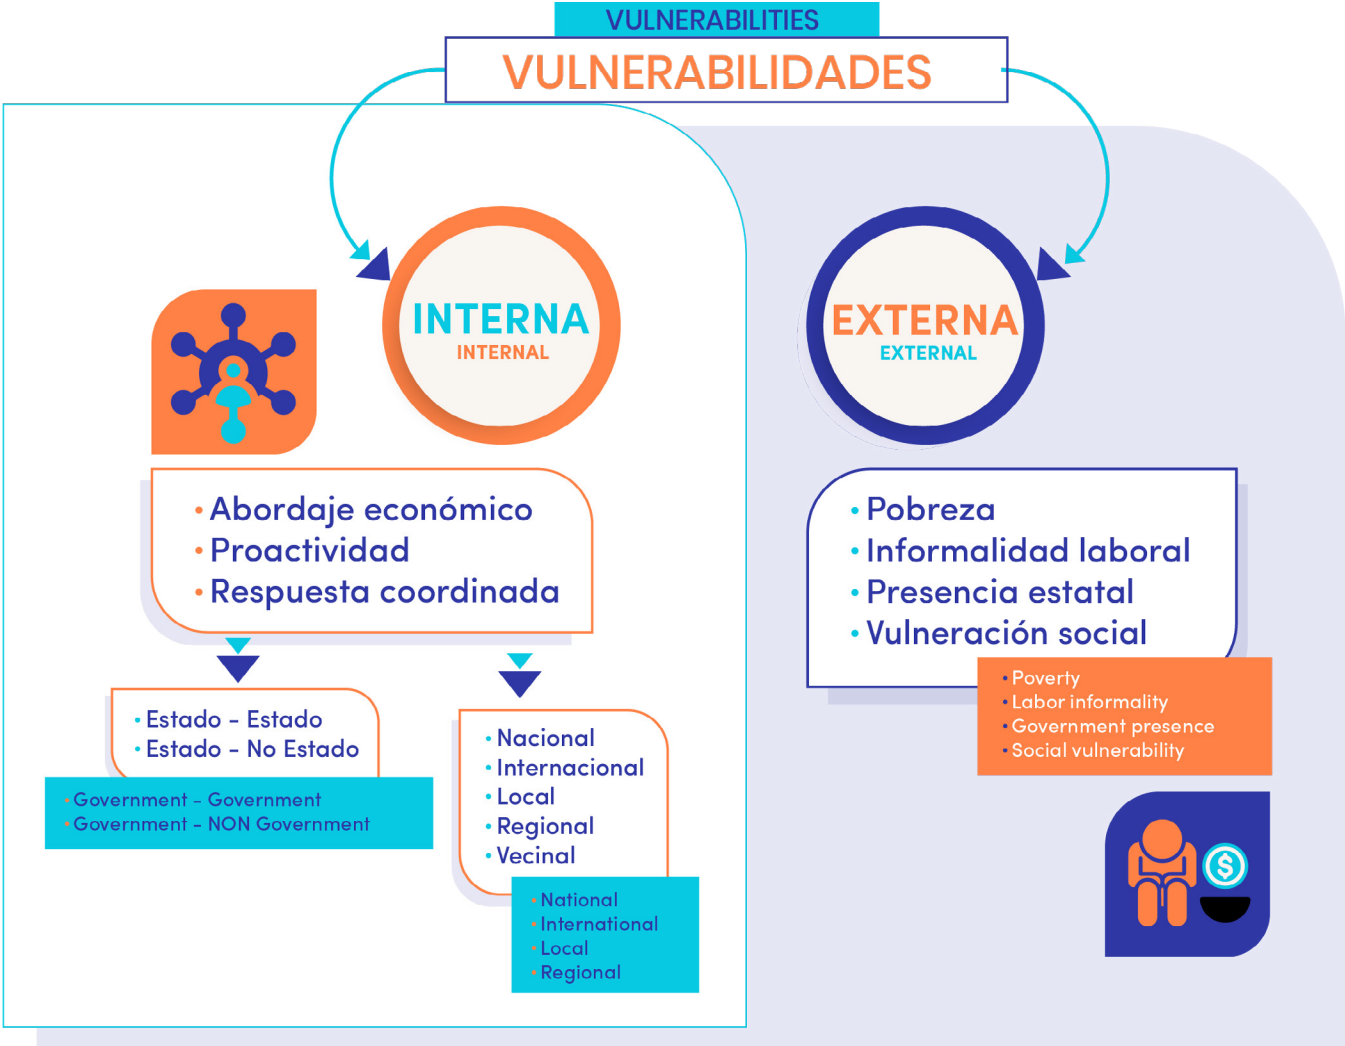 VULNERABILITIES
VULNERABILIDADES
INTERNA
INTERNAL
• Abordaje económico
• Proactividad
• Respuesta coordinada
• Estado - Estado
• Estado - No Estado
• Government - Government
• Government - NON Government
• Nacional
• Internacional
• Local
• Regional
• Vecinal
• National
• International
• Local
• Regional
EXTERNA
EXTERNAL
• Pobreza
• Informalidad laboral
• Presencia estatal
• Vulneración social
• Poverty
• Labor informality
• Government presence
• Social vulnerability
$